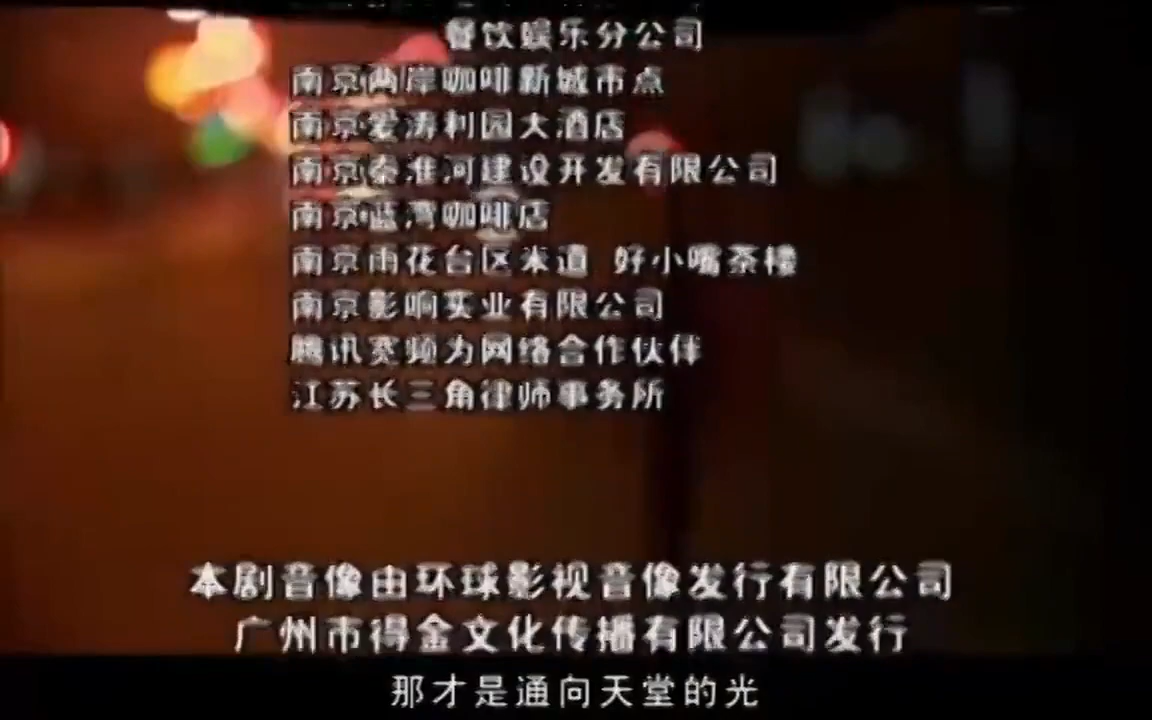 餐饮娱乐分公司
南京两岸咖啡新城市点
南京爱涛利园大酒店
南京秦淮河建设开发有限公司
南京蓝湾咖啡店
南京雨花台区米道 好小嘴茶楼
南京影响实业有限公司
腾讯宽频为网络合作伙伴
江苏长三角律师事务所
本剧音像由环球影视音像发行有限公司
广州市得金文化传播有限公司发行
那才是通向天堂的光